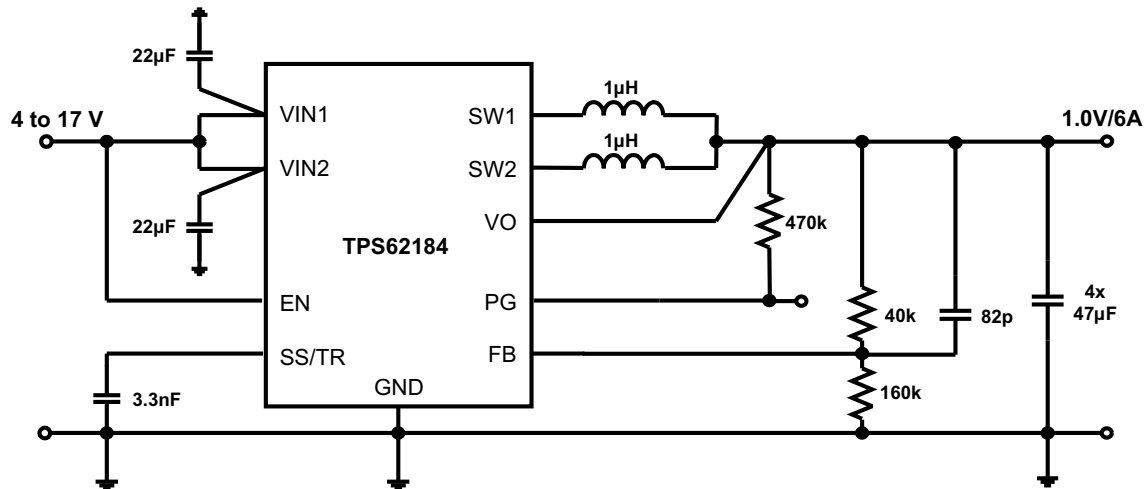 22µF
4 to 17 V
22µF
VIN1
VIN2
TPS62184
EN
SS/TR
GND
3.3nF
SW1
SW2
VO
PG
FB
1µH
1µH
1.0V/6A
470k
40k
82p
4x
47µF
160k